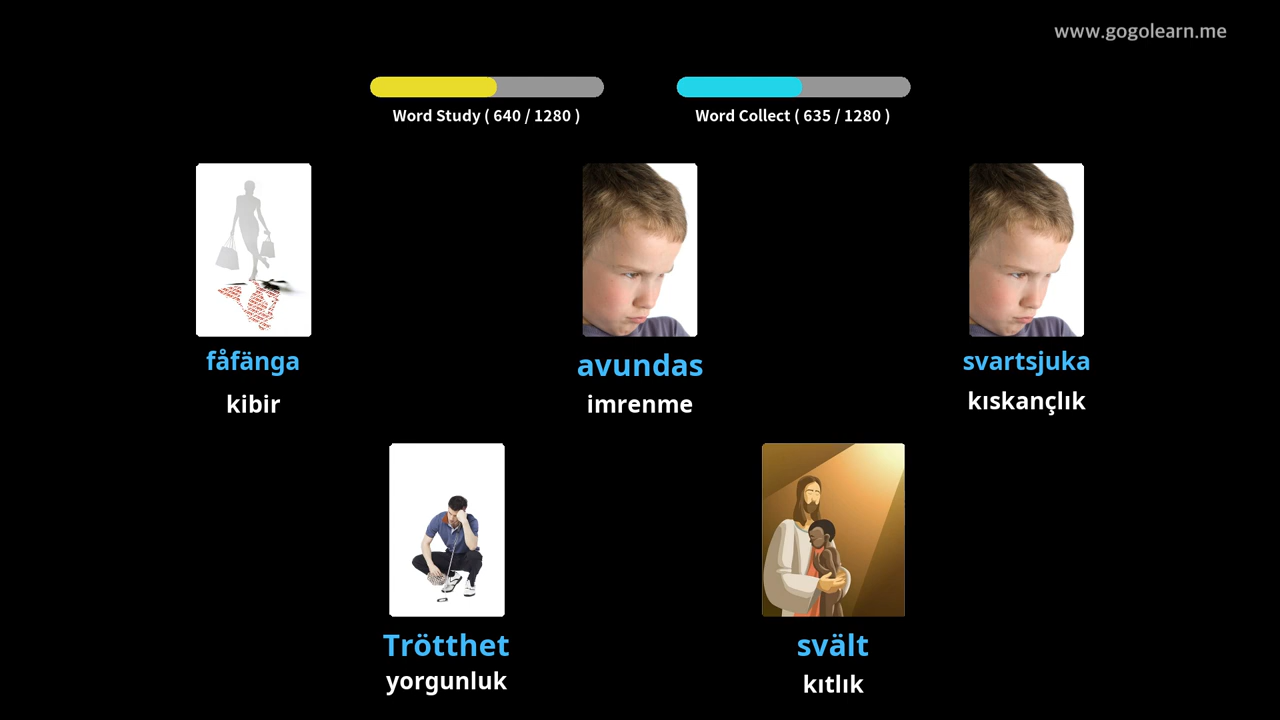 www.gogolearn.me
Word Study ( 640 / 1280 )
Word Collect ( 635 / 1280 )
fåfänga
avundas
svartsjuka
kibir
imrenme
kıskançlık
Trötthet
svält
yorgunluk
kıtlık